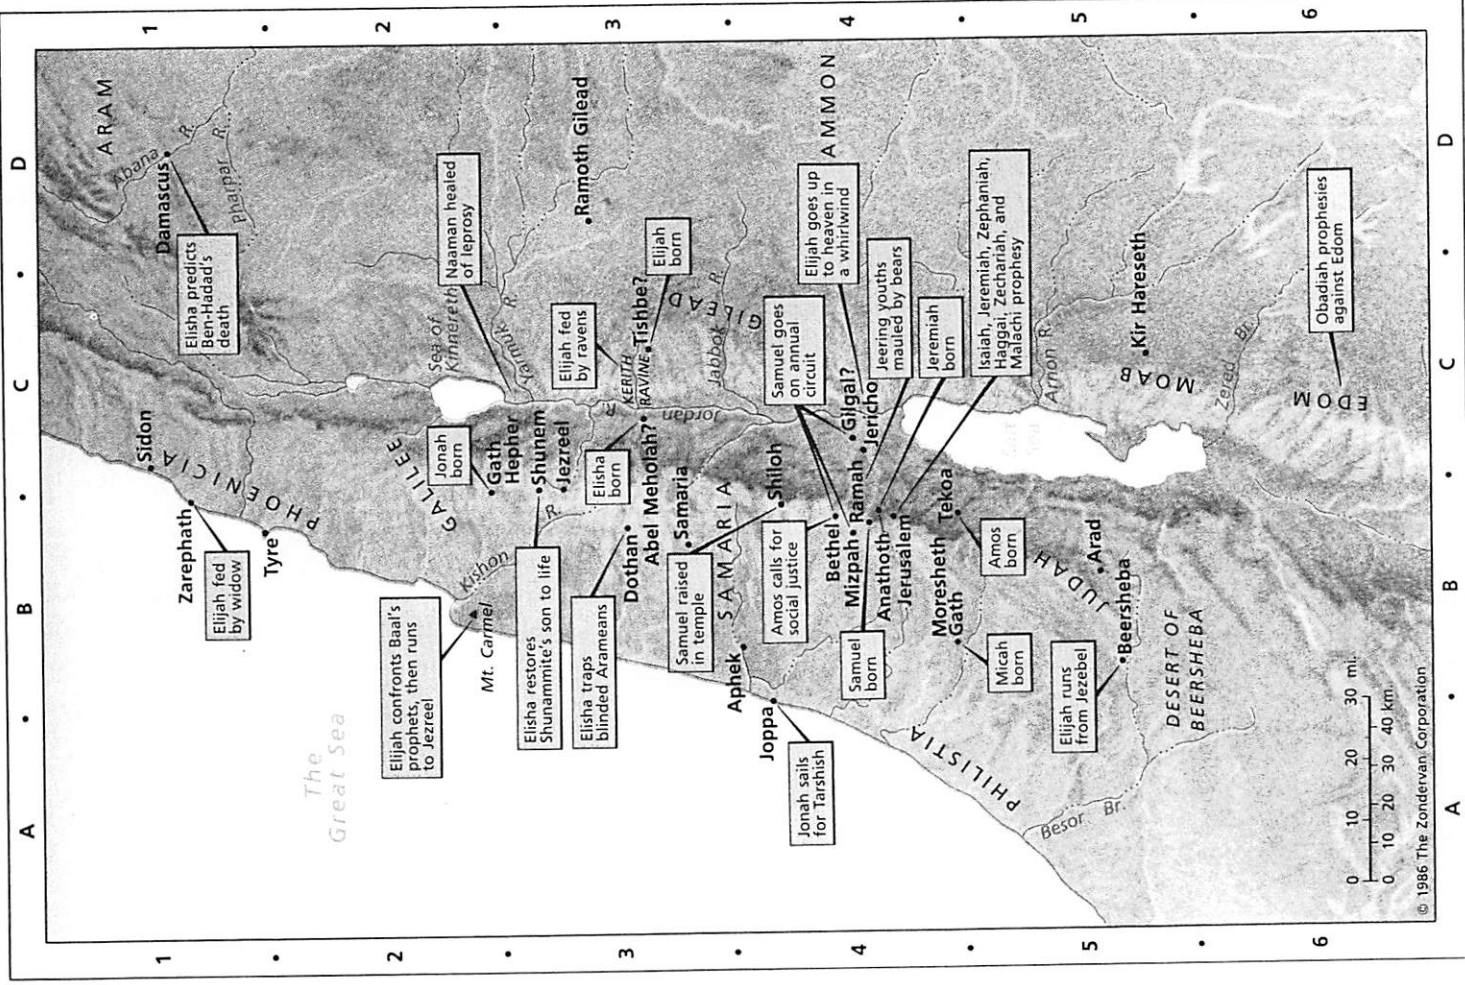 A
B
C
D
1
2
3
4
5
6
ARAM
Abana R.
Pharpar R.
Damascus
Elisha predicts
Ben-Hadad's
death
Sidon
PHOENICIA
Zarephath
Elijah fed
by widow
Tyre
The
Great Sea
Sea of
Kinnereth
Naaman healed
of leprosy
GALILEE
Jonah
born
Gath
Hepher
Yarmuk R.
Ramoth Gilead
Kishon
R.
Mt. Carmel
Elijah confronts Baal's
prophets, then runs
to Jezreel
Shunem
Jezreel
Elisha restores
Shunammite's son to life
Elijah fed
by ravens
KERITH
RAVINE
Tishbe?
Elijah
born
Elisha
born
Abel Meholah?
Dothan
Elisha traps
blinded Arameans
Samaria
SAMARIA
Jordan
R.
Jabbok R.
GILEAD
Samuel raised
in temple
Shiloh
Aphek
Joppa
Jonah sails
for Tarshish
Samuel goes
on annual
circuit
Elijah goes up
to heaven in
a whirlwind
AMMON
Amos calls for
social justice
Bethel
Mizpah
Ramah
Gilgal?
Jericho
Jeering youths
mauled by bears
Jeremiah
born
Isaiah, Jeremiah, Zephaniah,
Haggai, Zechariah, and
Malachi prophesy
Anathoth
Jerusalem
Samuel
born
Moresheth
Gath
Micah
born
Tekoa
Amos
born
Salt
Sea
PHILISTIA
JUDAH
Arad
Beersheba
Elijah runs
from Jezebel
DESERT OF
BEERSHEBA
Besor Br.
Arnon R.
MOAB
Kir Hareseth
Zered Br.
EDOM
Obadiah prophesies
against Edom
0 10 20 30 mi.
0 10 20 30 40 km.
© 1986 The Zondervan Corporation
A
B
C
D
1
2
3
4
5
6